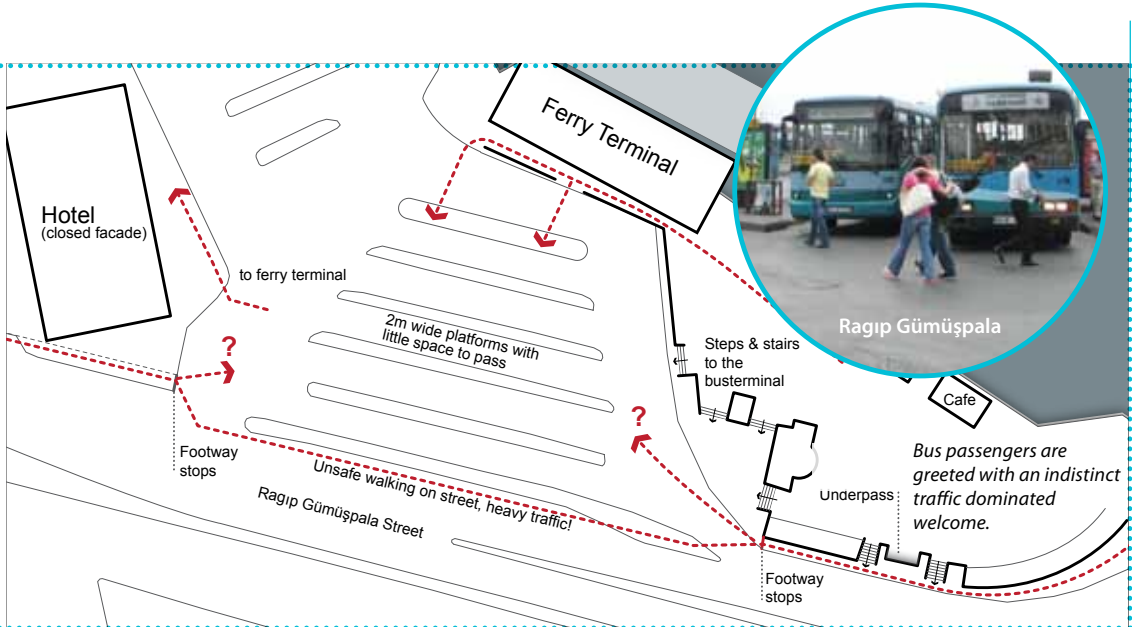 Ferry Terminal
Hotel
(closed facade)
to ferry terminal
2m wide platforms with
little space to pass
Ragıp Gümüşpala
Steps & stairs
to the
busterminal
Cafe
?
?
Footway
stops
Unsafe walking on street, heavy traffic!
Ragıp Gümüşpala Street
Underpass
Bus passengers are
greeted with an indistinct
traffic dominated
welcome.
Footway
stops